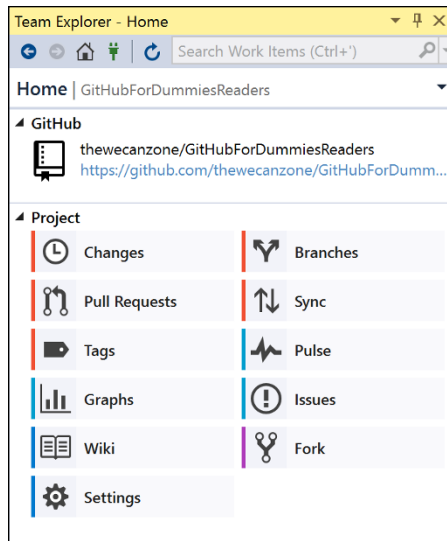 Team Explorer - Home
Search Work Items (Ctrl+')
Home | GitHubForDummiesReaders
GitHub
thewecanzone/GitHubForDummiesReaders
https://github.com/thewecanzone/GitHubForDumm...
Project
Changes
Branches
Pull Requests
Sync
Tags
Pulse
Graphs
Issues
Wiki
Fork
Settings